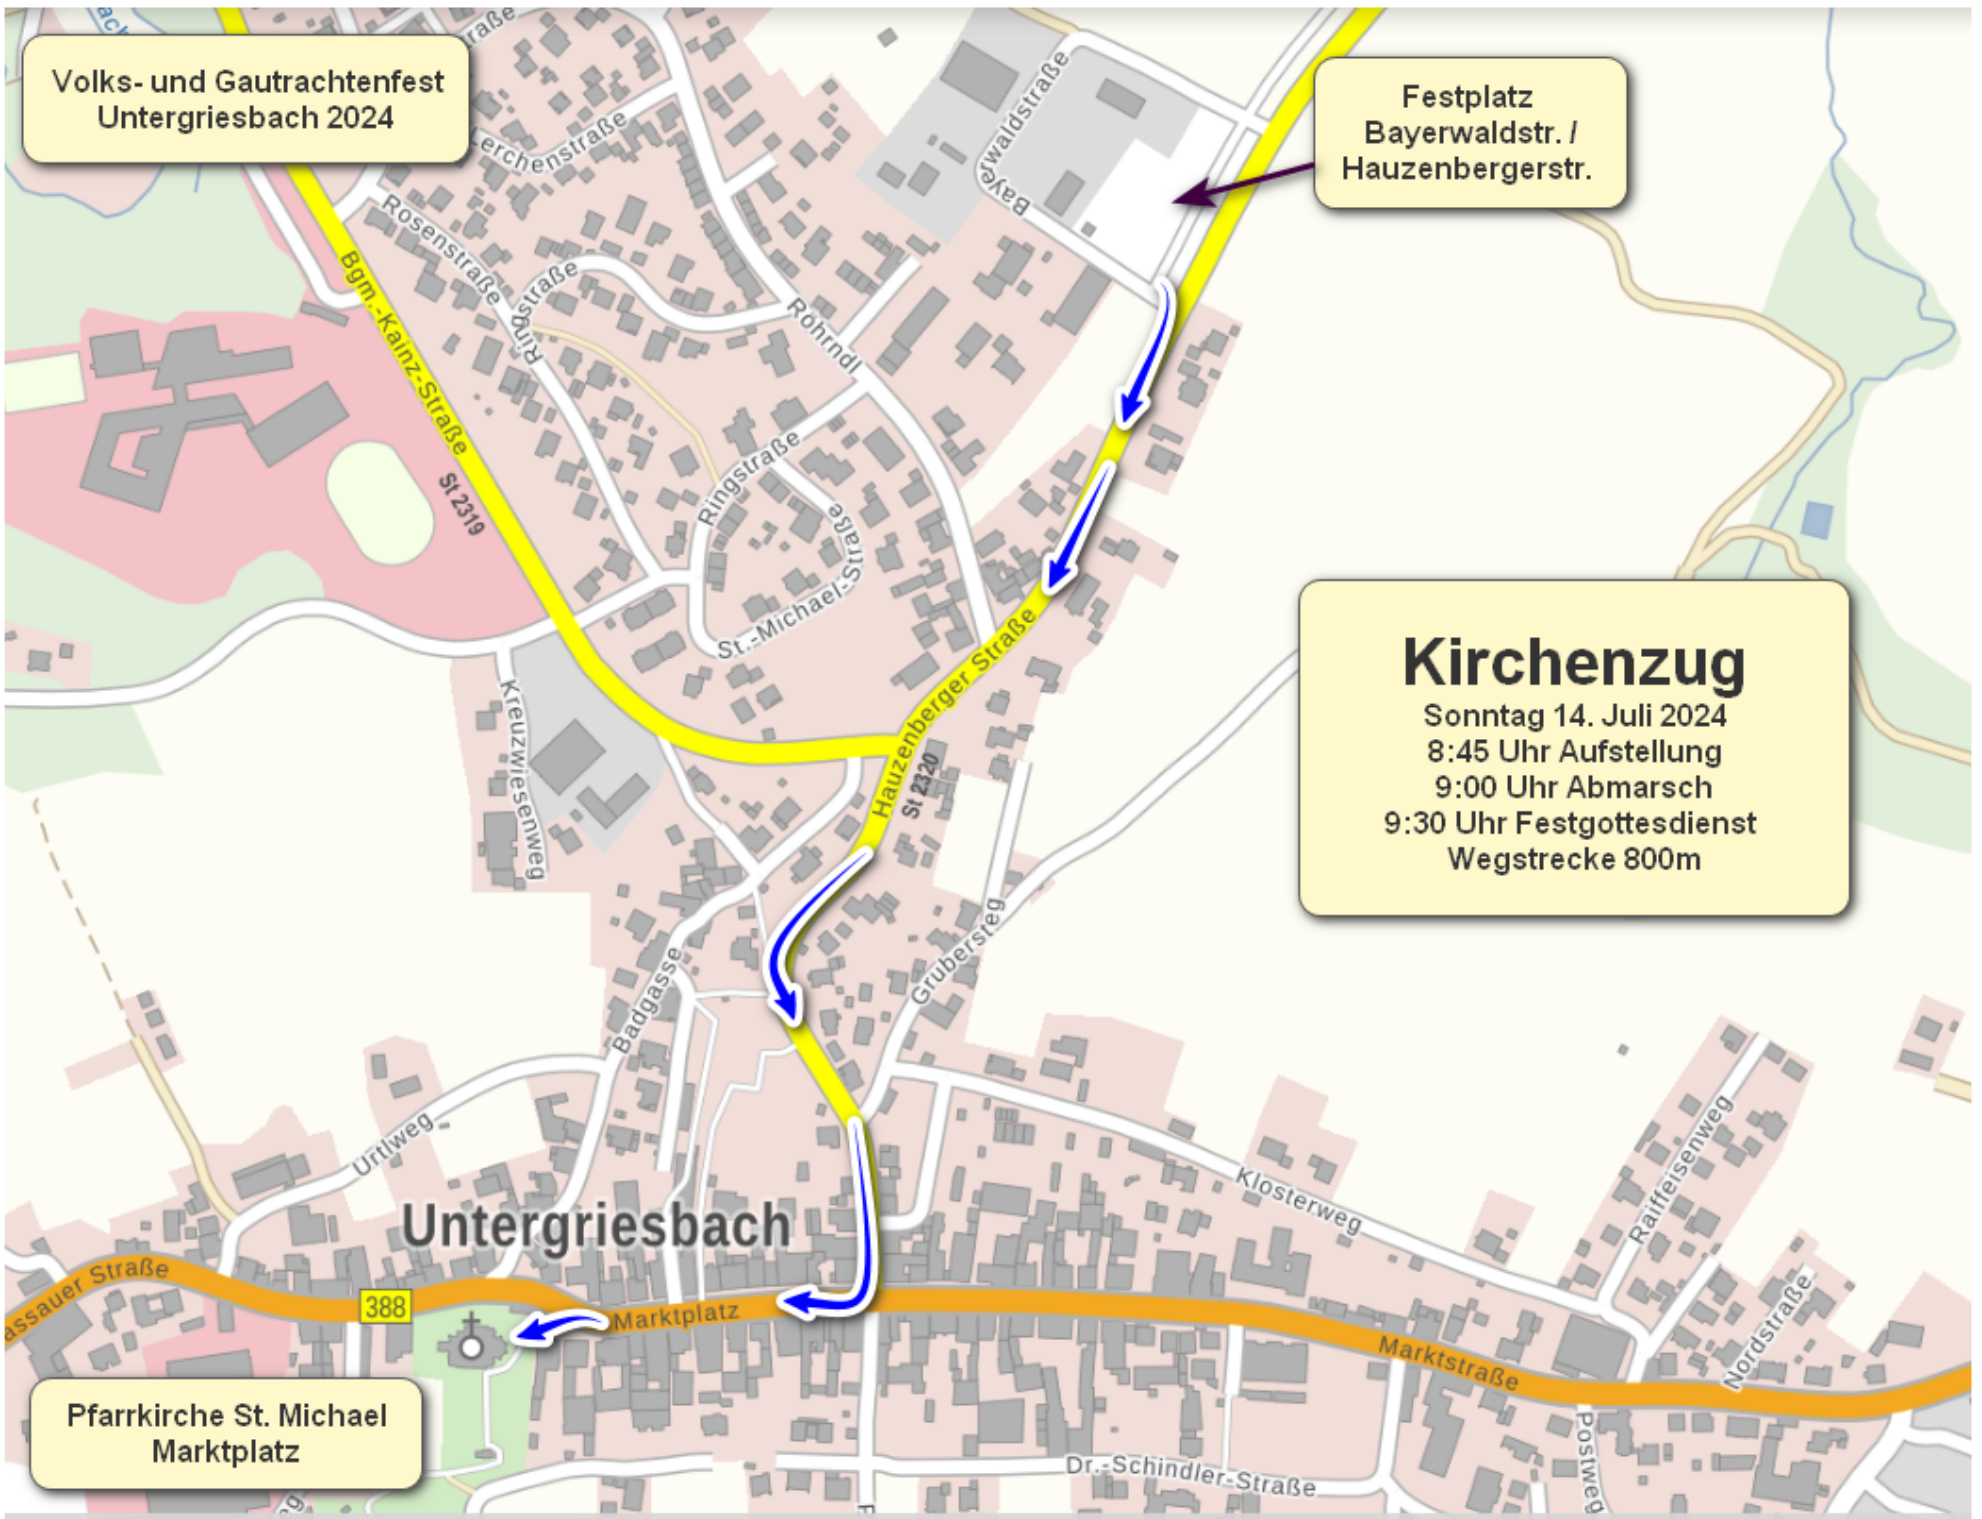 Volks- und Gautrachtenfest
Untergriesbach 2024
Festplatz
Bayerwaldstr. /
Hauzenbergerstr.
Bayerwaldstraße
Lerchenstraße
Rosenstraße
Ringstraße
Bgm.-Kainz-Straße
Röhrndl
St 2319
Ringstraße
St.-Michael-Straße
Hauzenberger Straße
St 2320
Kreuzwiesenweg
Kirchenzug
Sonntag 14. Juli 2024
8:45 Uhr Aufstellung
9:00 Uhr Abmarsch
9:30 Uhr Festgottesdienst
Wegstrecke 800m
Grubersteg
Badgasse
Urtlweg
Klosterweg
Raiffeisenweg
Nordstraße
Untergriesbach
assauer Straße
388
Marktplatz
Marktstraße
Pfarrkirche St. Michael
Marktplatz
Dr.-Schindler-Straße
Postweg